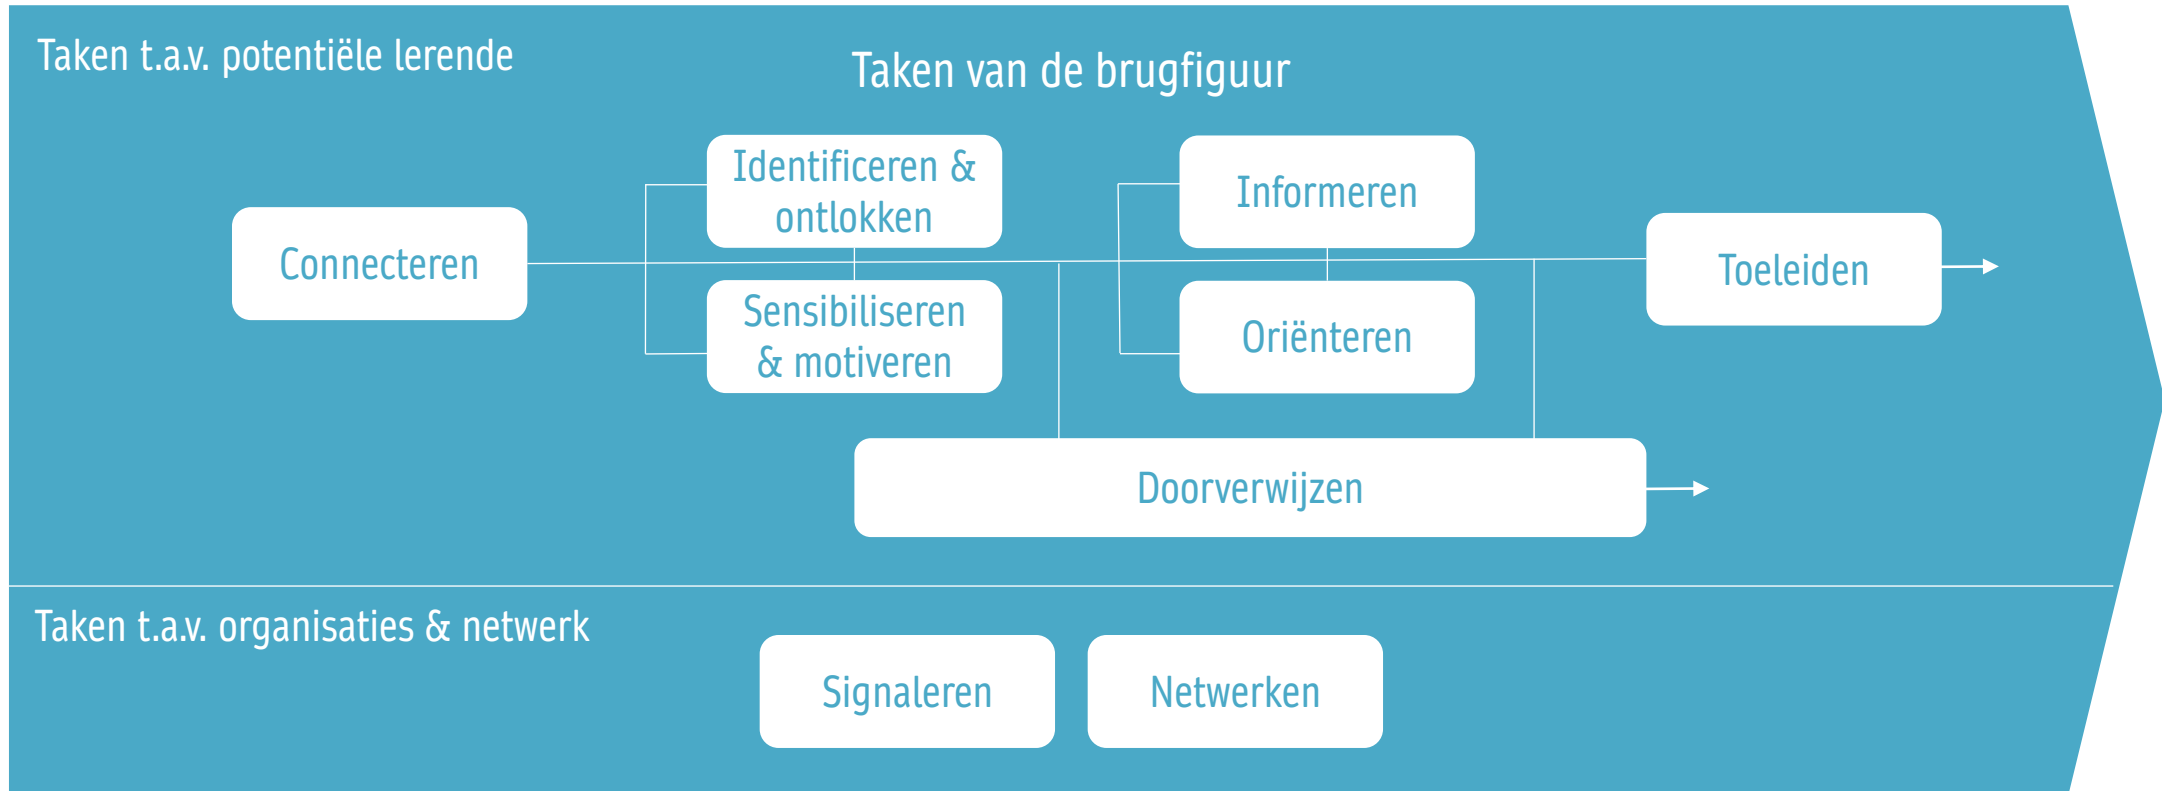 Taken t.a.v. potentiële lerende
Taken van de brugfiguur
Connecteren
Identificeren &
ontlokken
Sensibiliseren
& motiveren
Informeren
Oriënteren
Toeleiden
Doorverwijzen
Taken t.a.v. organisaties & netwerk
Signaleren
Netwerken